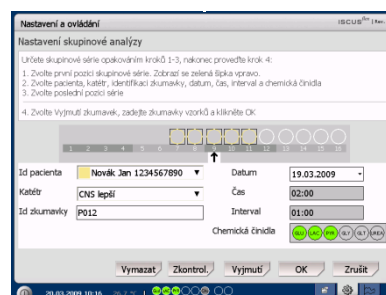 Nastavení a ovládání
ISCUS
Nastavení skupinové analýzy
Určete skupinové série opakováním kroků 1-3, nakonec proveďte krok 4:
1. Zvolte první pozici skupinové série. Zobrazí se zelená šipka vpravo.
2. Zvolte pacienta, katétr, identifikaci zkumavky, datum, čas, interval a chemická činidla
3. Zvolte poslední pozici série
4. Zvolte Vyjmutí zkumavek, zadejte zkumavky vzorků a klikněte OK
1 2 3 4 5 6 7 8 9 10 11 12 13 14 15 16
Id pacienta Novák Jan 1234567890 Datum 19.03.2009
Katétr CNS lepší Čas 02:00
Id zkumavky P012 Interval 01:00
Chemická činidla GLU LAC PYR GLY GLT UREA
Vymazat Zkontrol. Vyjmutí OK Zrušit
20.03.2009 10:16